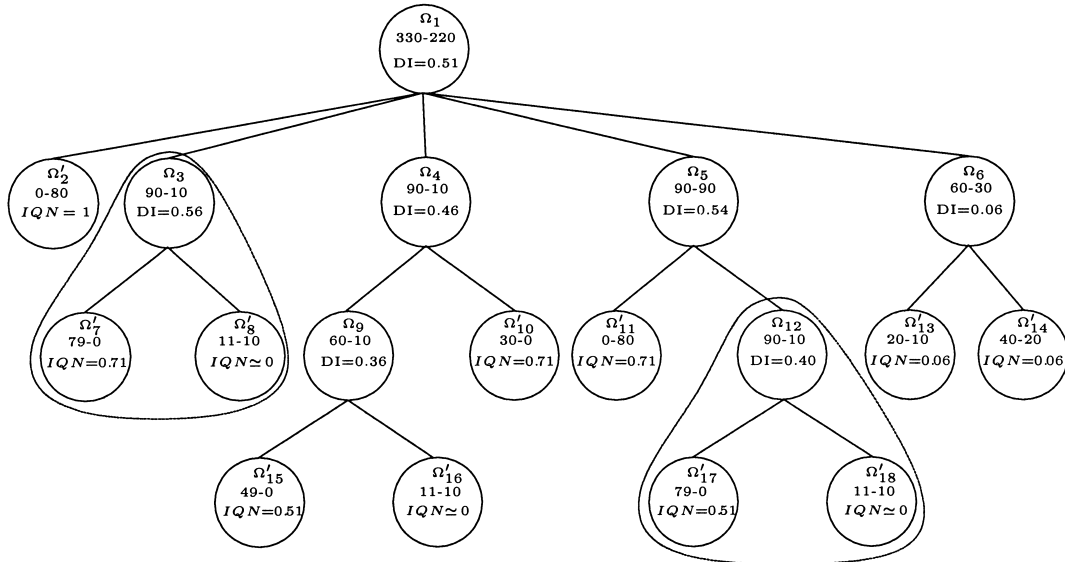 Ω₁
330-220
DI=0.51
Ω′₂
0-80
IQN = 1
Ω₃
90-10
DI=0.56
Ω₄
90-10
DI=0.46
Ω₅
90-90
DI=0.54
Ω₆
60-30
DI=0.06
Ω′₇
79-0
IQN=0.71
Ω′₈
11-10
IQN≃0
Ω₉
60-10
DI=0.36
Ω′₁₀
30-0
IQN=0.71
Ω′₁₁
0-80
IQN=0.71
Ω₁₂
90-10
DI=0.40
Ω′₁₃
20-10
IQN=0.06
Ω′₁₄
40-20
IQN=0.06
Ω′₁₅
49-0
IQN=0.51
Ω′₁₆
11-10
IQN≃0
Ω′₁₇
79-0
IQN=0.51
Ω′₁₈
11-10
IQN≃0